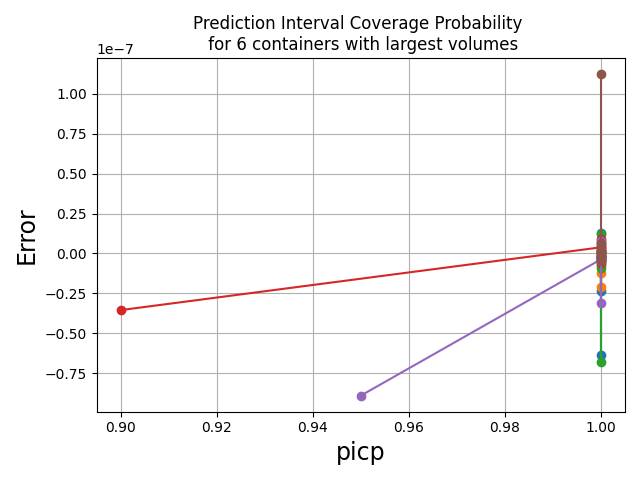 Prediction Interval Coverage Probability
for 6 containers with largest volumes
1e−7
1.00
0.75
0.50
0.25
0.00
−0.25
−0.50
−0.75
Error
0.90
0.92
0.94
0.96
0.98
1.00
picp